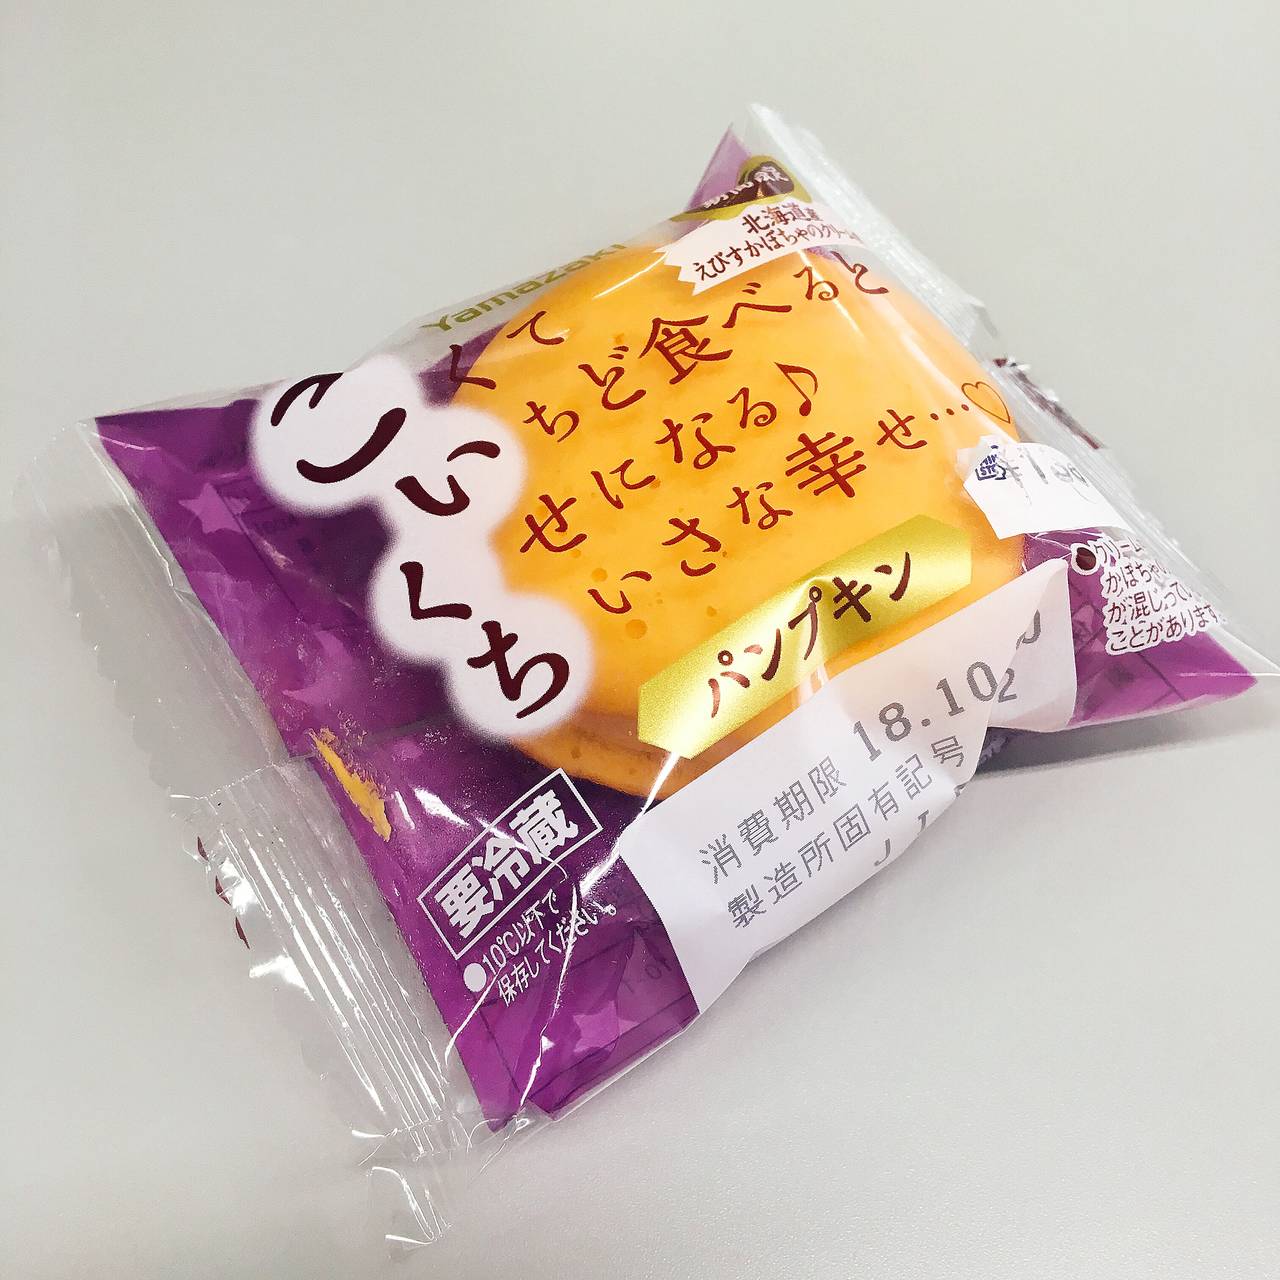 Yamazaki
北海道産
えびすかぼちゃのクリーム
こくて
いちど食べると
くせになる♪
ちいさな幸せ…♡
パンプキン
●クリーム
かぼちゃ
が混じって
ことがあります。
消費期限 18.10
製造所固有記号
要冷蔵
●10℃以下で
保存してください。